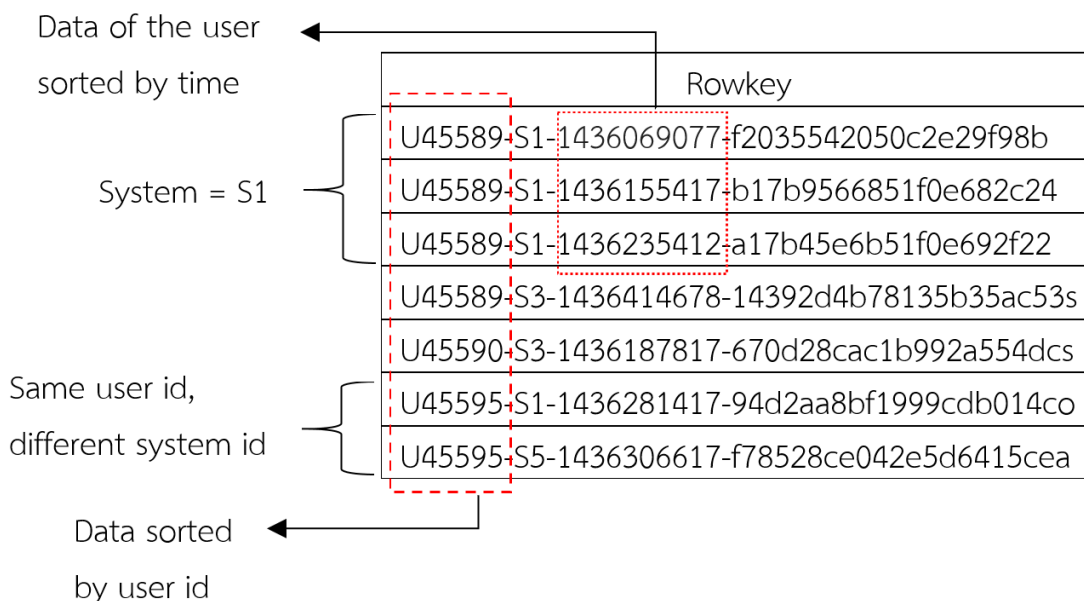 Data of the user
sorted by time
Rowkey
U45589-S1-1436069077-f2035542050c2e29f98b
U45589-S1-1436155417-b17b9566851f0e682c24
System = S1
U45589-S1-1436235412-a17b45e6b51f0e692f22
U45589-S3-1436414678-14392d4b78135b35ac53s
U45590-S3-1436187817-670d28cac1b992a554dcs
Same user id,
different system id
U45595-S1-1436281417-94d2aa8bf1999cdb014co
U45595-S5-1436306617-f78528ce042e5d6415cea
Data sorted
by user id